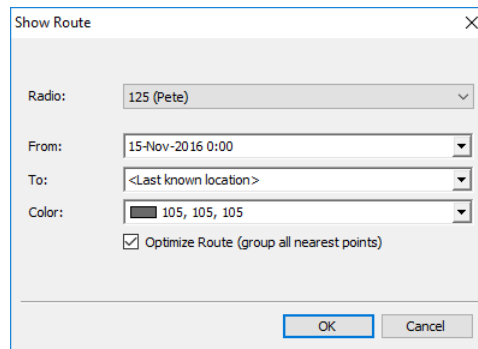 Show Route
Radio: 125 (Pete)
From: 15-Nov-2016 0:00
To: <Last known location>
Color: 105, 105, 105
Optimize Route (group all nearest points)
OK Cancel